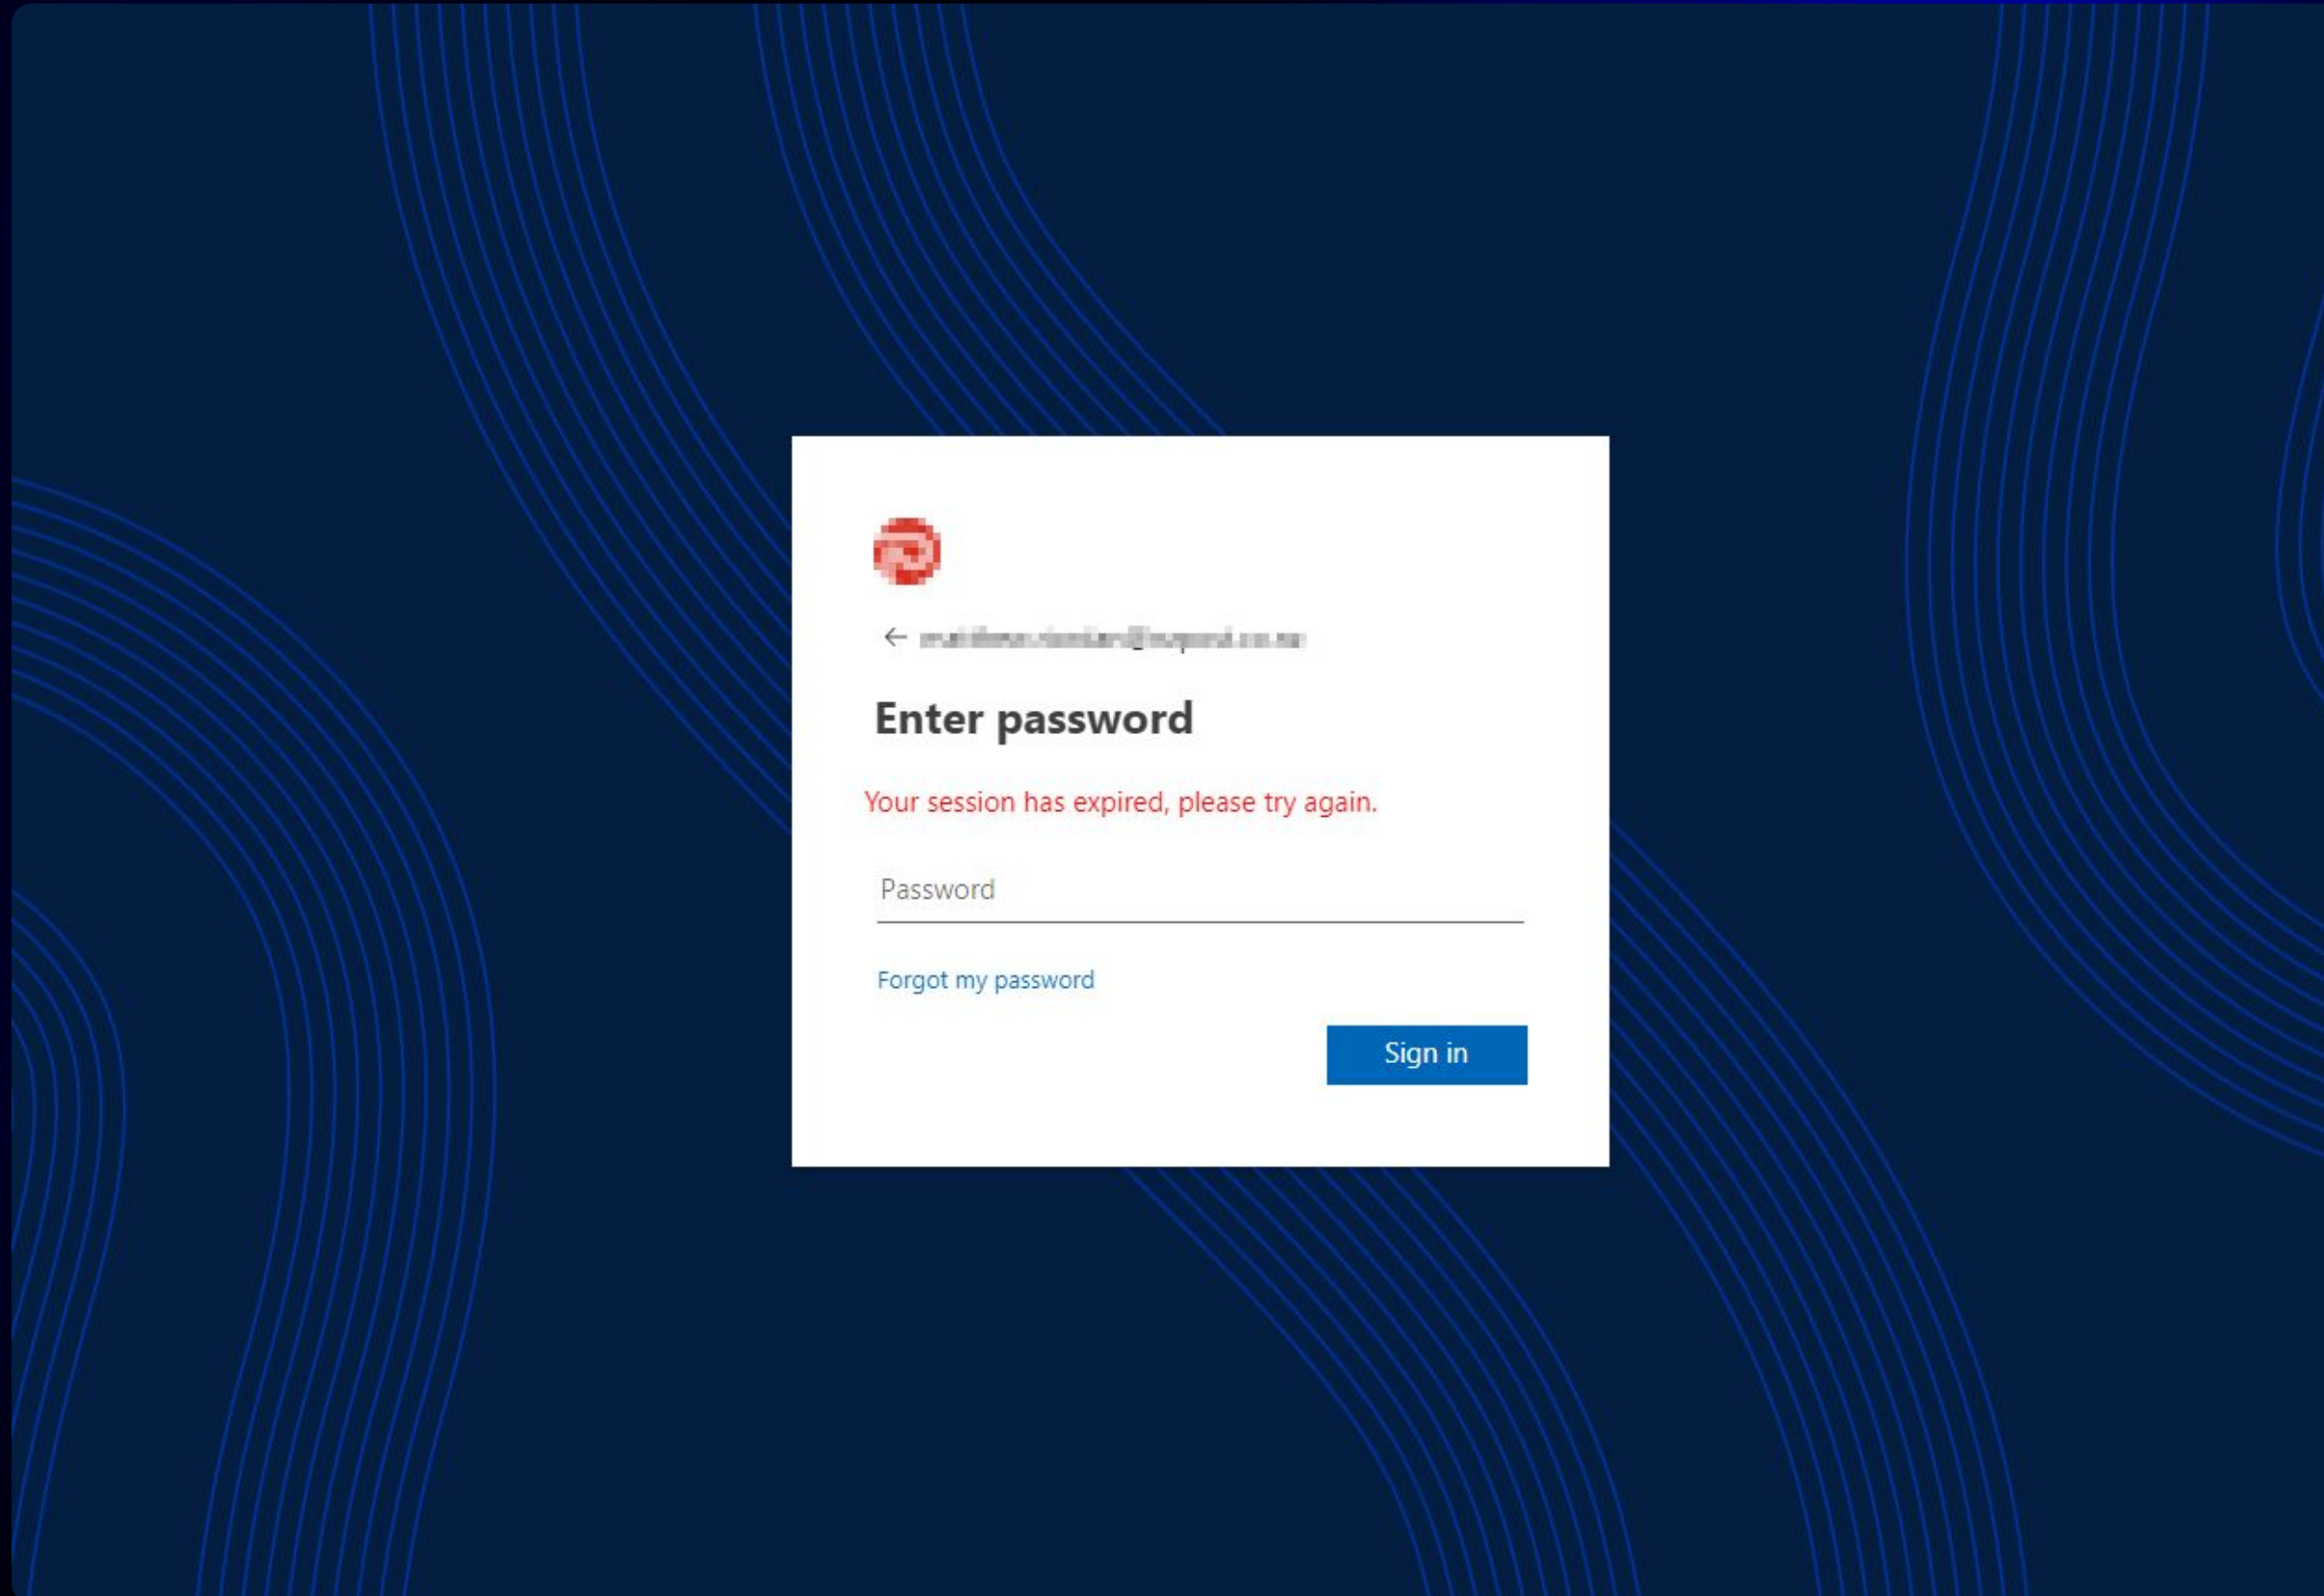 Enter password
Your session has expired, please try again.
Password
Forgot my password
Sign in